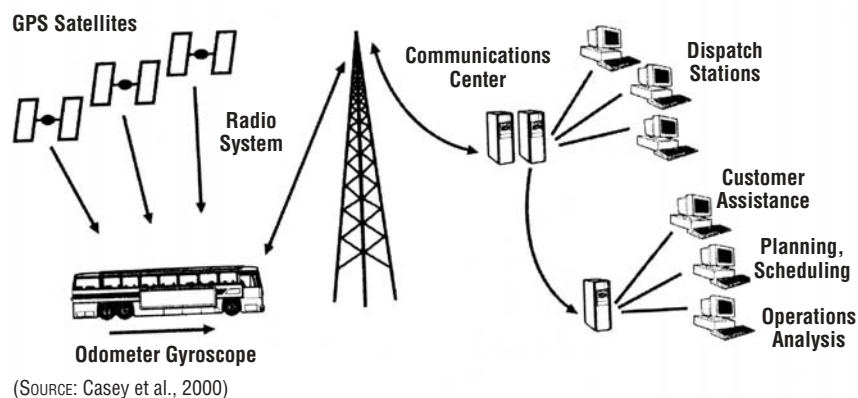 GPS Satellites
Radio
System
Communications
Center
Dispatch
Stations
Customer
Assistance
Planning,
Scheduling
Operations
Analysis
Odometer Gyroscope
(SOURCE: Casey et al., 2000)